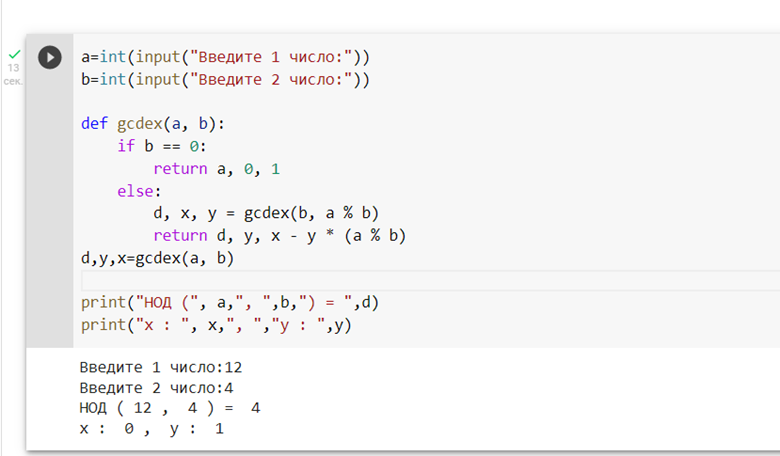 13
сек.
a=int(input("Введите 1 число:"))
b=int(input("Введите 2 число:"))
def gcdex(a, b):
if b == 0:
return a, 0, 1
else:
d, x, y = gcdex(b, a % b)
return d, y, x - y * (a % b)
d,y,x=gcdex(a, b)
print("НОД (", a,", ",b,") = ",d)
print("x : ", x,", ","y : ",y)
Введите 1 число:12
Введите 2 число:4
НОД ( 12 ,  4 ) =  4
x :  0 ,  y :  1